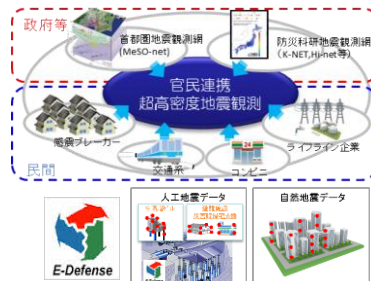 政府等
首都圏地震観測網
(MeSO-net)
防災科研地震観測網
(K-NET,Hi-net等)
官民連携
超高密度地震観測
感震ブレーカー
交通系
コンビニ
ライフライン企業
民間
24
人工地震データ
自然地震データ
E-Defense